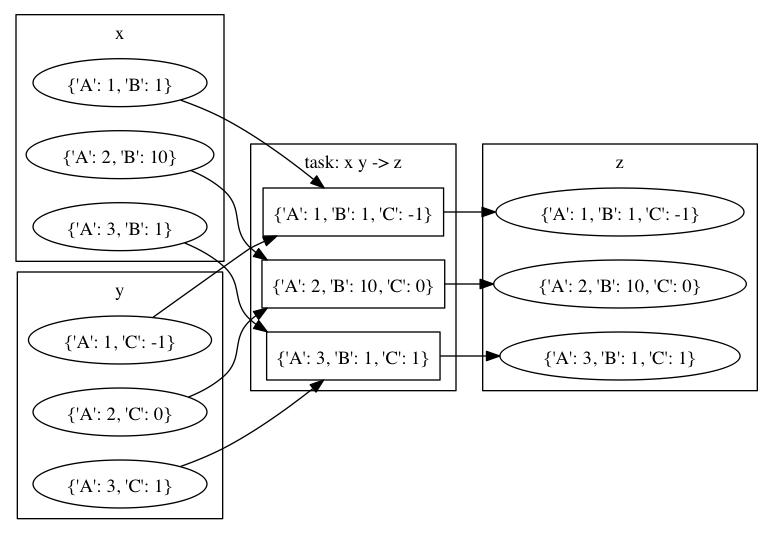 x
{'A': 1, 'B': 1}
{'A': 2, 'B': 10}
{'A': 3, 'B': 1}
y
{'A': 1, 'C': -1}
{'A': 2, 'C': 0}
{'A': 3, 'C': 1}
task: x y -> z
{'A': 1, 'B': 1, 'C': -1}
{'A': 2, 'B': 10, 'C': 0}
{'A': 3, 'B': 1, 'C': 1}
z
{'A': 1, 'B': 1, 'C': -1}
{'A': 2, 'B': 10, 'C': 0}
{'A': 3, 'B': 1, 'C': 1}